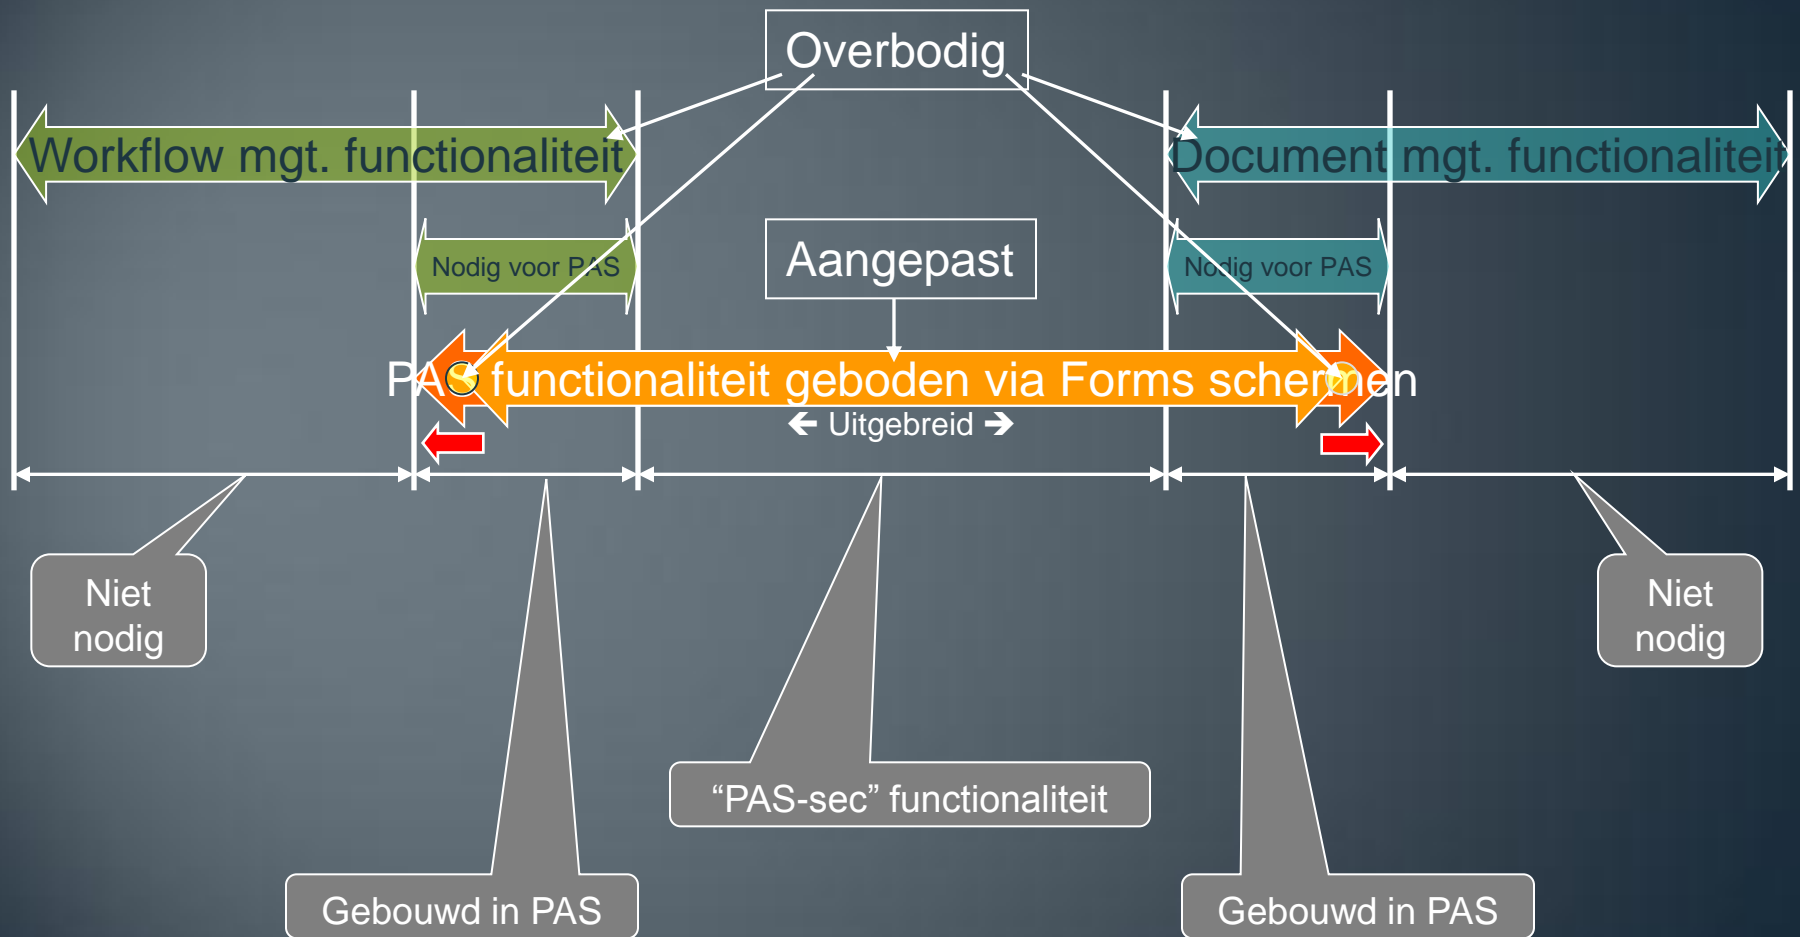 Overbodig
Workflow mgt. functionaliteit
Document mgt. functionaliteit
Nodig voor PAS
Aangepast
Nodig voor PAS
PAS functionaliteit geboden via Forms schermen
🡸 Uitgebreid 🡺
Niet
nodig
Niet
nodig
“PAS-sec” functionaliteit
Gebouwd in PAS
Gebouwd in PAS